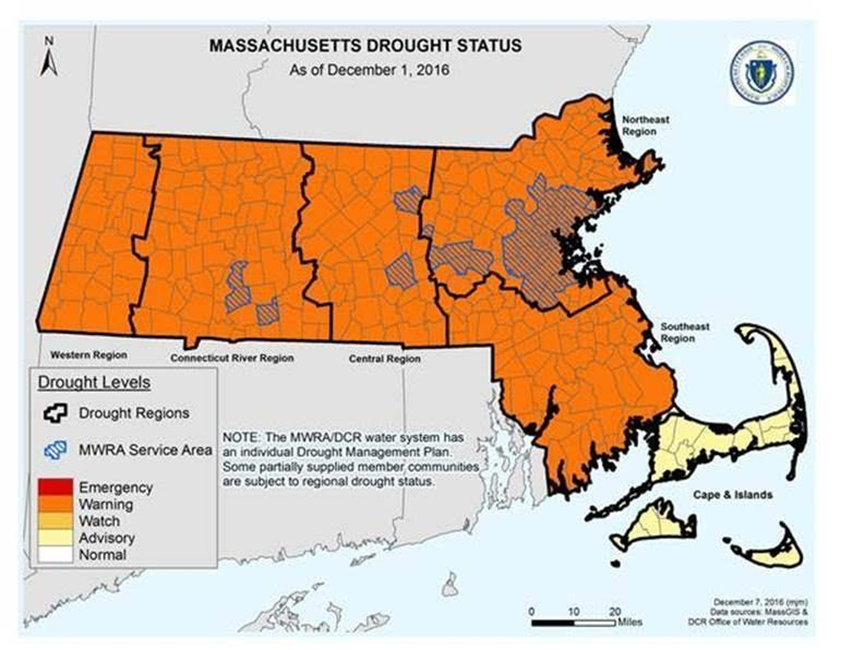 MASSACHUSETTS DROUGHT STATUS
As of December 1, 2016
N
Northeast
Region
Southeast
Region
Western Region
Connecticut River Region
Central Region
Cape & Islands
Drought Levels
Drought Regions
MWRA Service Area
Emergency
Warning
Watch
Advisory
Normal
NOTE: The MWRA/DCR water system has
an individual Drought Management Plan.
Some partially supplied member communities
are subject to regional drought status.
0 10 20
Miles
December 7, 2016 (mjm)
Data sources: MassGIS &
DCR Office of Water Resources